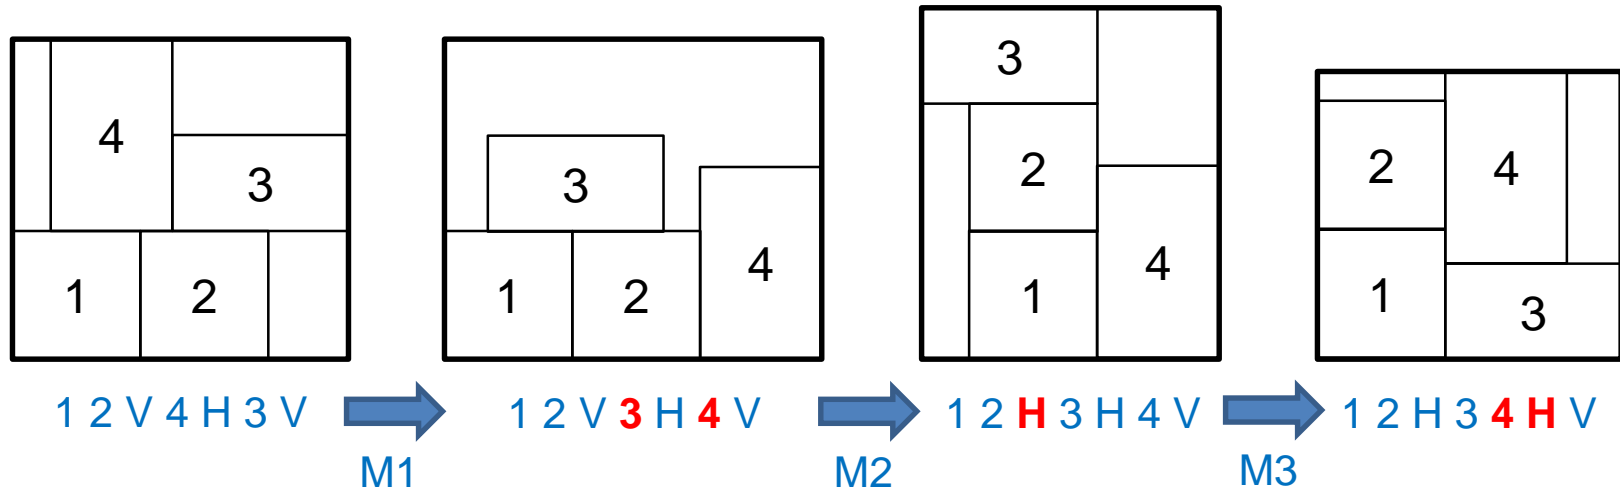 4
3
1 2
3
1 2 4
3
2
1 4
2 4
1 3
1 2 V 4 H 3 V
M1
1 2 V 3 H 4 V
M2
1 2 H 3 H 4 V
M3
1 2 H 3 4 H V